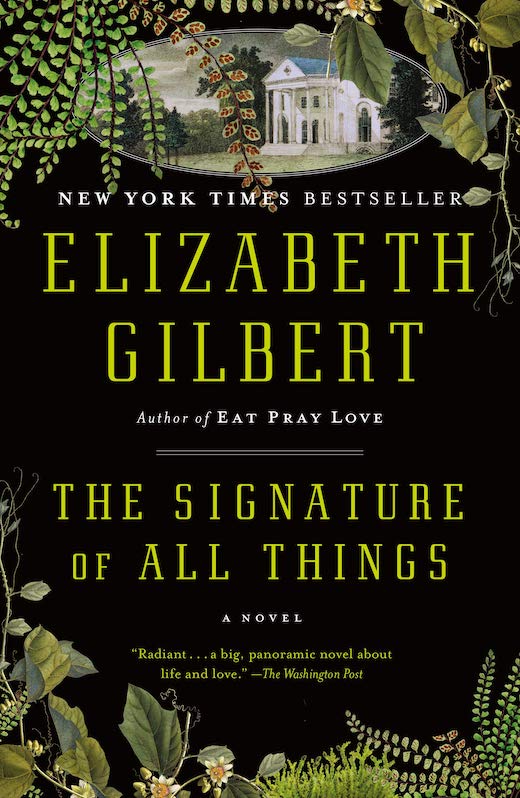 NEW YORK TIMES BESTSELLER
ELIZABETH
GILBERT
Author of EAT PRAY LOVE
THE SIGNATURE
OF ALL THINGS
A NOVEL
“Radiant . . . a big, panoramic novel about
life and love.” —The Washington Post